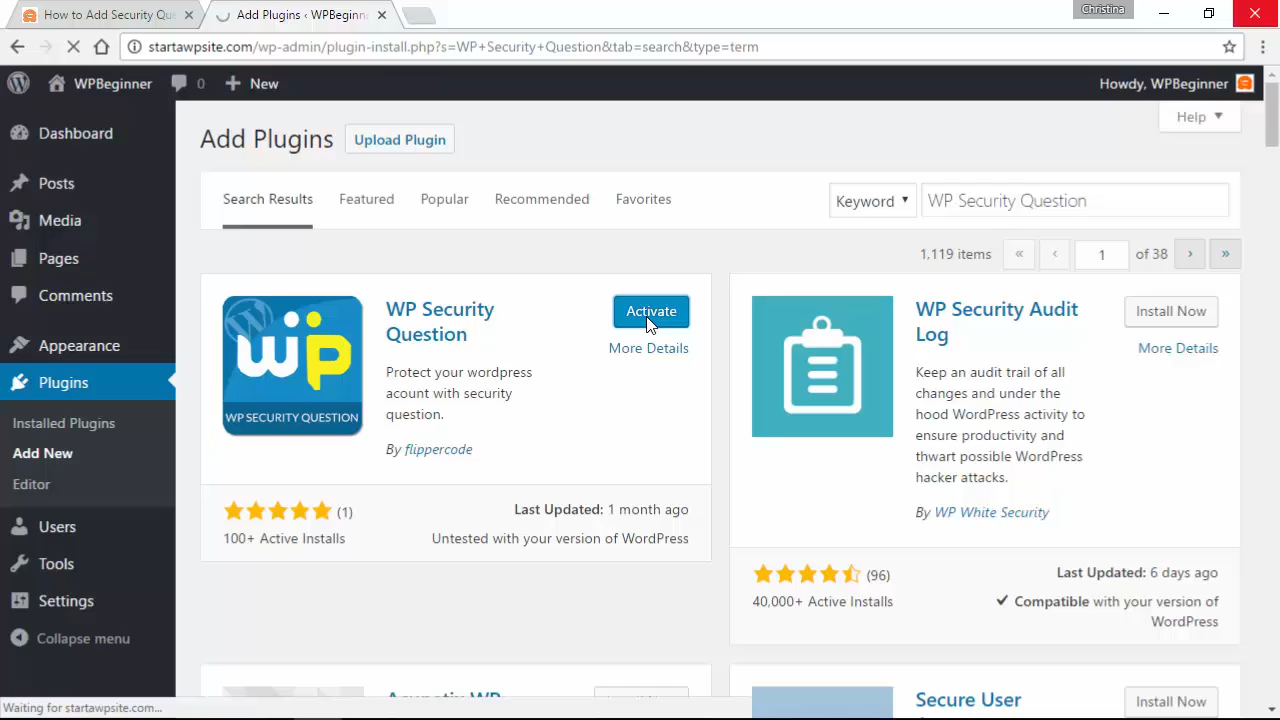 Christina
How to Add Security Qu
Add Plugins ‹ WPBeginn
startawpsite.com/wp-admin/plugin-install.php?s=WP+Security+Question&tab=search&type=term
WPBeginner 0 + New Howdy, WPBeginner
Help ▼
Dashboard
Posts
Media
Pages
Comments
Appearance
Plugins
Installed Plugins
Add New
Editor
Users
Tools
Settings
Collapse menu
Add Plugins Upload Plugin
Search Results Featured Popular Recommended Favorites Keyword ▼ WP Security Question
1,119 items « ‹ 1 of 38 › »
wp
WP SECURITY QUESTION
WP Security
Question
Activate
More Details
Protect your wordpress
acount with security
question.
By flippercode
(1)
100+ Active Installs
Last Updated: 1 month ago
Untested with your version of WordPress
WP Security Audit
Log
Install Now
More Details
Keep an audit trail of all
changes and under the
hood WordPress activity to
ensure productivity and
thwart possible WordPress
hacker attacks.
By WP White Security
(96)
40,000+ Active Installs
Last Updated: 6 days ago
✓ Compatible with your version of
WordPress
Secure User
Install Now
Waiting for startawpsite.com...